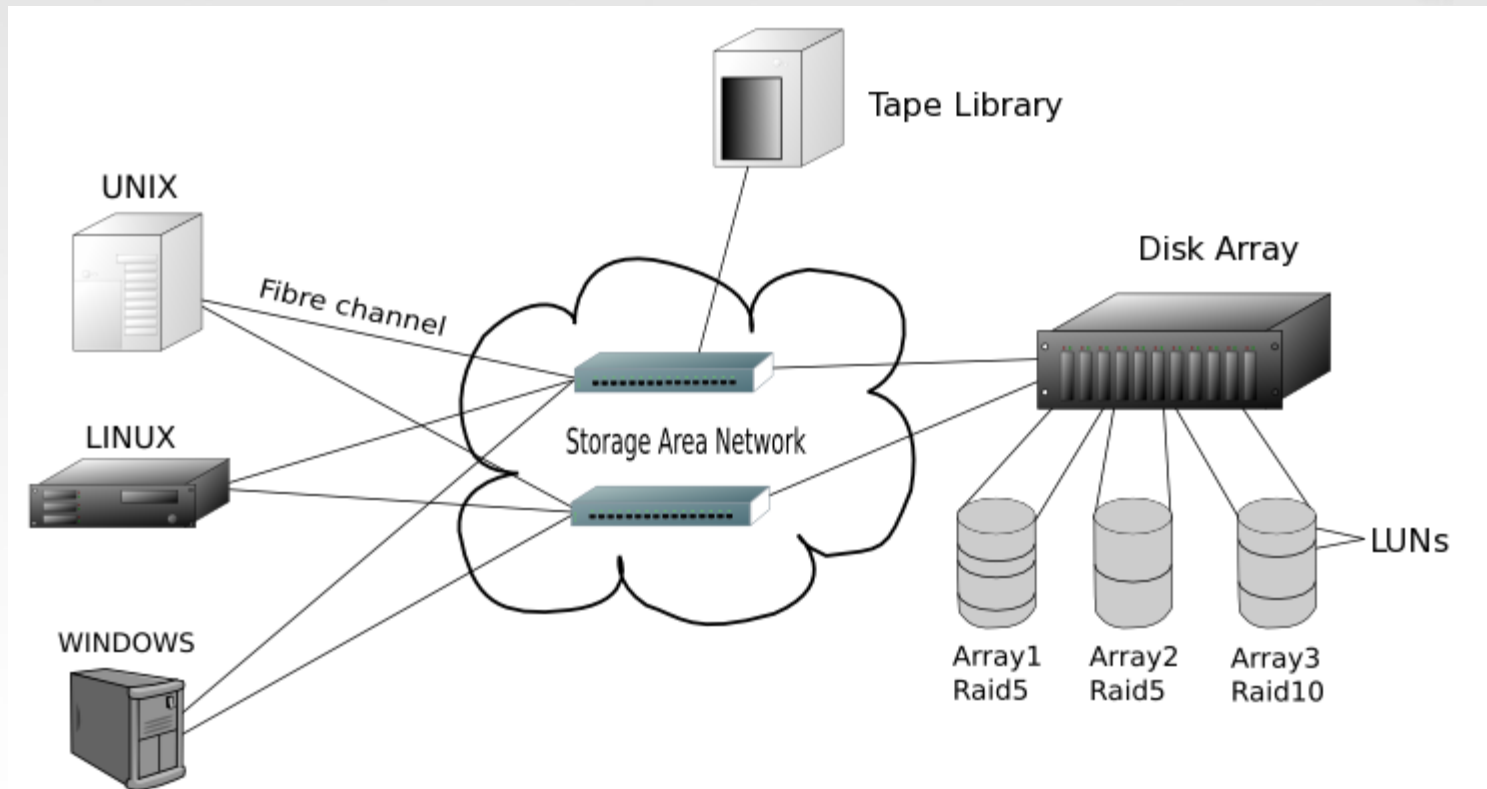 Tape Library
UNIX
Disk Array
Fibre channel
LINUX
Storage Area Network
LUNs
WINDOWS
Array1
Raid5
Array2
Raid5
Array3
Raid10